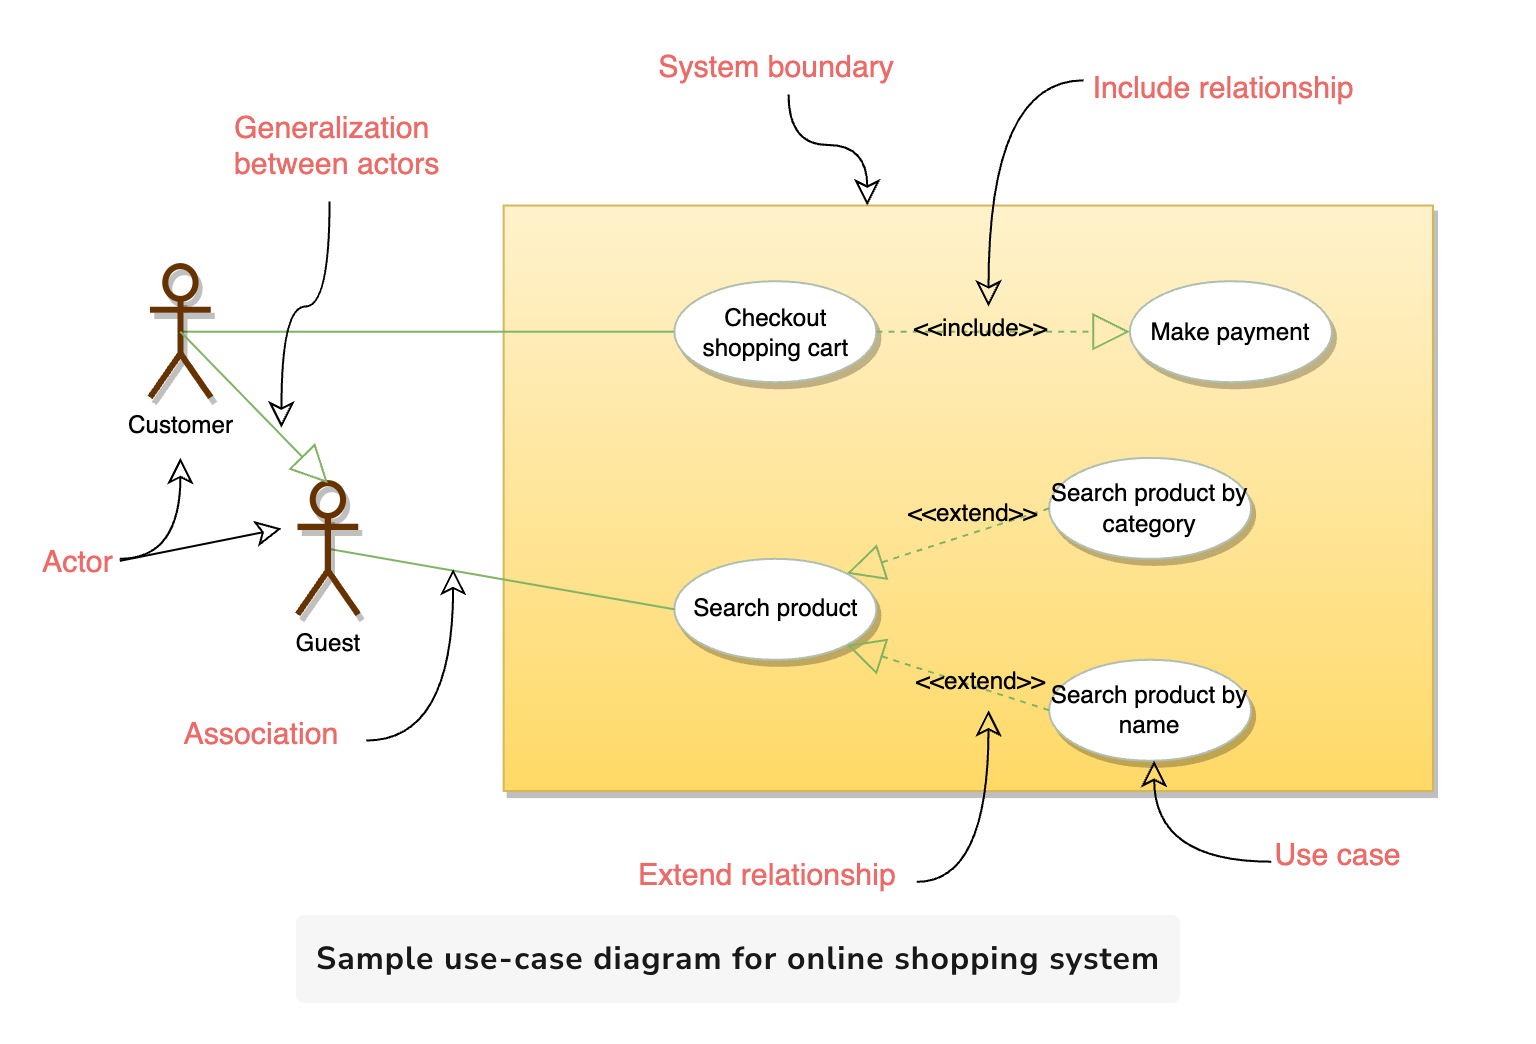 System boundary
Include relationship
Generalization
between actors
Checkout
shopping cart
<<include>>
Make payment
Customer
Search product by
category
<<extend>>
Actor
Search product
Guest
<<extend>>
Search product by
name
Association
Extend relationship
Use case
Sample use-case diagram for online shopping system